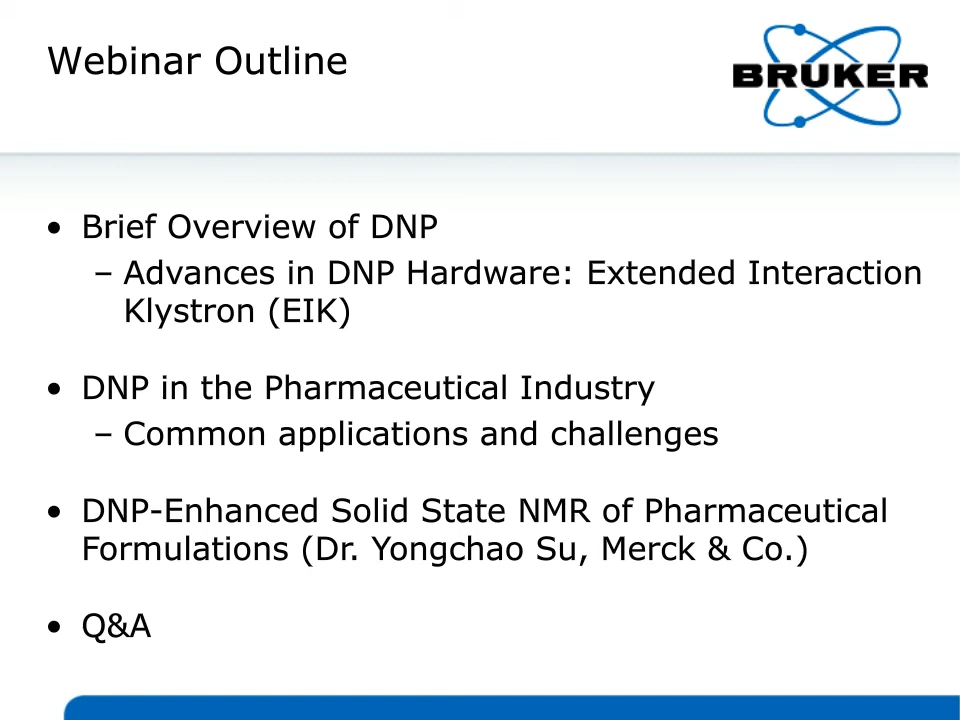 Webinar Outline
BRUKER
• Brief Overview of DNP
– Advances in DNP Hardware: Extended Interaction
Klystron (EIK)
• DNP in the Pharmaceutical Industry
– Common applications and challenges
• DNP-Enhanced Solid State NMR of Pharmaceutical
Formulations (Dr. Yongchao Su, Merck & Co.)
• Q&A